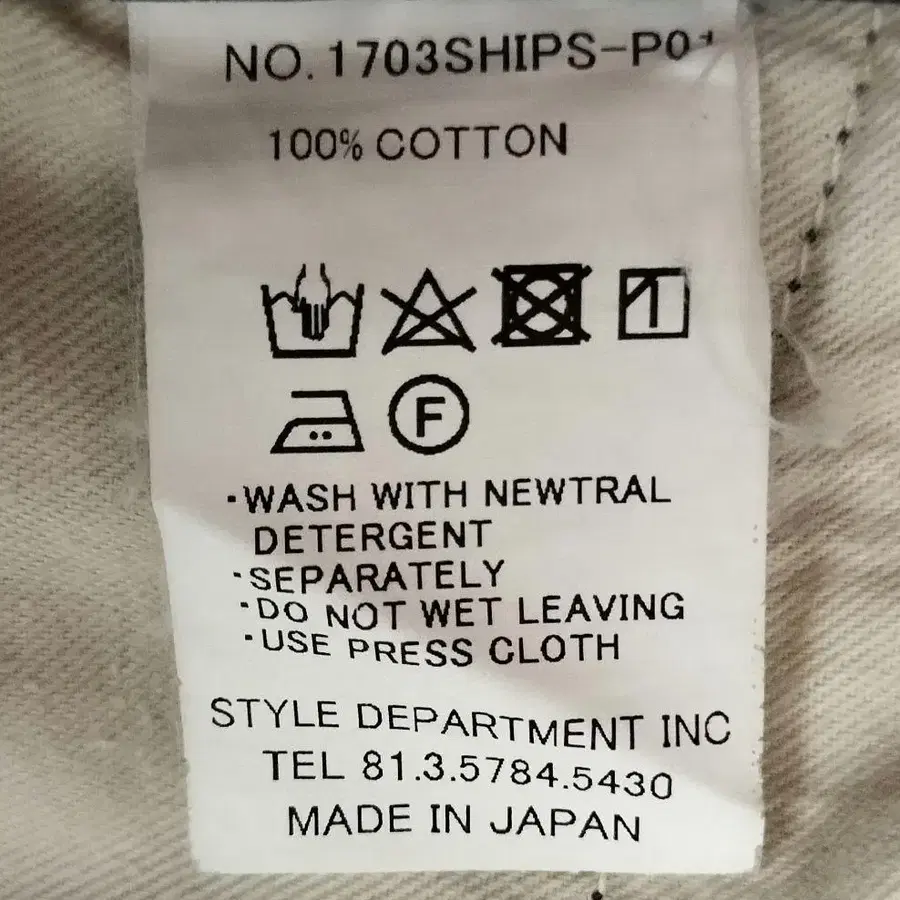 NO. 1703SHIPS-P01
100% COTTON
F
·WASH WITH NEWTRAL
DETERGENT
·SEPARATELY
·DO NOT WET LEAVING
·USE PRESS CLOTH
STYLE DEPARTMENT INC
TEL 81.3.5784.5430
MADE IN JAPAN